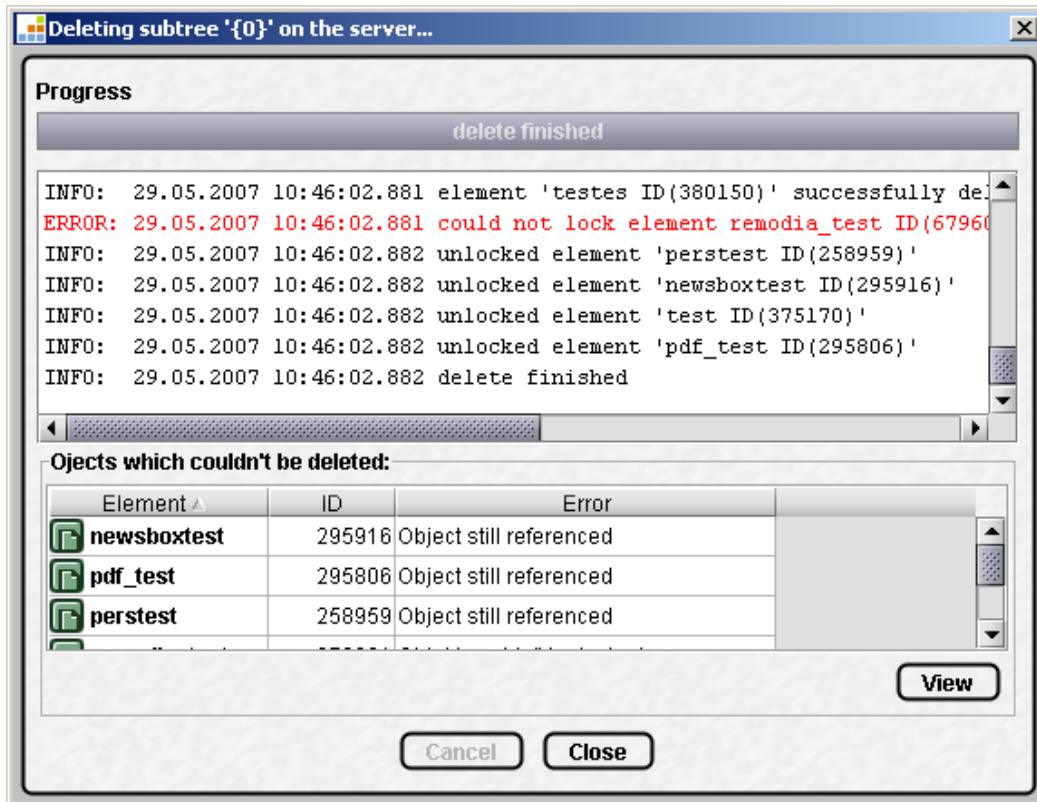 Deleting subtree '{0}' on the server...
Progress
delete finished
INFO: 29.05.2007 10:46:02.881 element 'testes ID(380150)' successfully del
ERROR: 29.05.2007 10:46:02.881 could not lock element remodia_test ID(67960
INFO: 29.05.2007 10:46:02.882 unlocked element 'perstest ID(258959)'
INFO: 29.05.2007 10:46:02.882 unlocked element 'newsboxtest ID(295916)'
INFO: 29.05.2007 10:46:02.882 unlocked element 'test ID(375170)'
INFO: 29.05.2007 10:46:02.882 unlocked element 'pdf_test ID(295806)'
INFO: 29.05.2007 10:46:02.882 delete finished
Ojects which couldn't be deleted:
Element ID Error
newsboxtest 295916 Object still referenced
pdf_test 295806 Object still referenced
perstest 258959 Object still referenced
View
Cancel Close